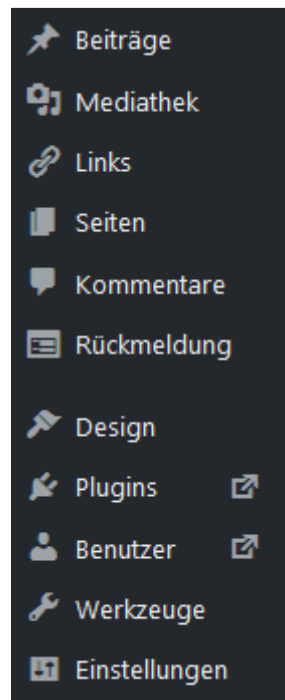 Beiträge
Mediathek
Links
Seiten
Kommentare
Rückmeldung
Design
Plugins
Benutzer
Werkzeuge
Einstellungen